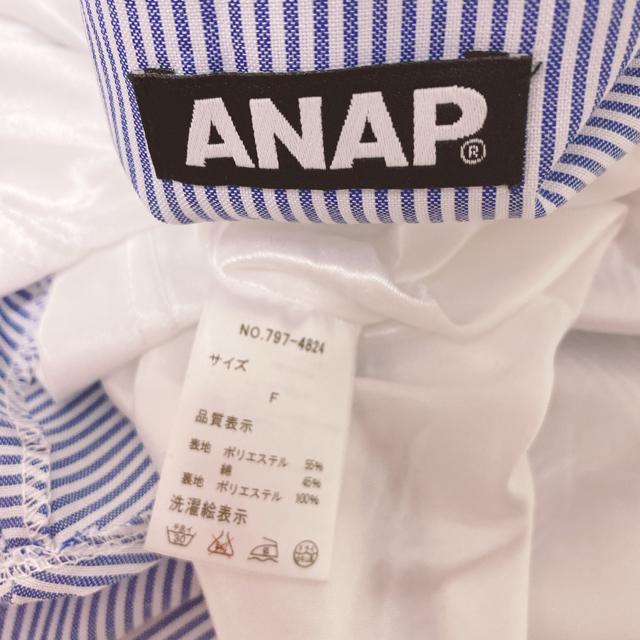 ANAP®
NO.797-4824
サイズ
F
品質表示
表地 ポリエステル 55%
綿 45%
裏地 ポリエステル 100%
洗濯絵表示